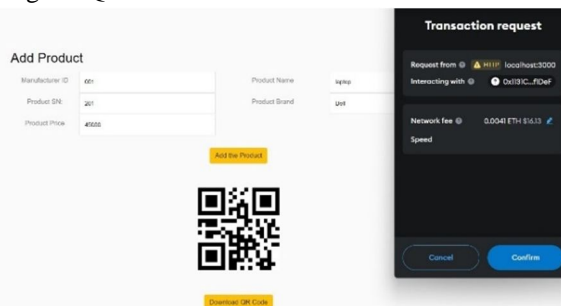 Add Product
Manufacturer ID 001 Product Name laptop
Product SN: 201 Product Brand Dell
Product Price
Add the Product
Download QR Code
Transaction request
Request from HTTP localhost:3000
Interacting with
Network fee 0.0041 ETH $16.13
Speed
Cancel Confirm